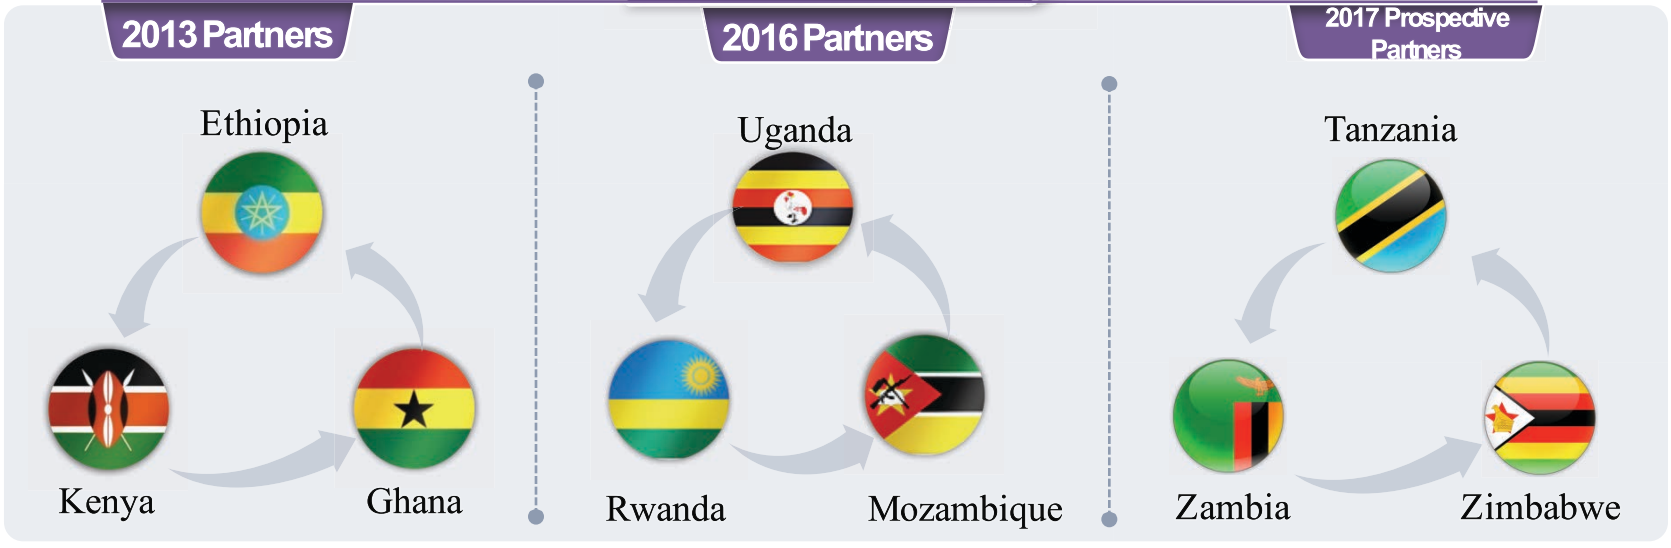 2013 Partners
Ethiopia
Kenya
Ghana
2016 Partners
Uganda
Rwanda
Mozambique
2017 Prospective
Partners
Tanzania
Zambia
Zimbabwe